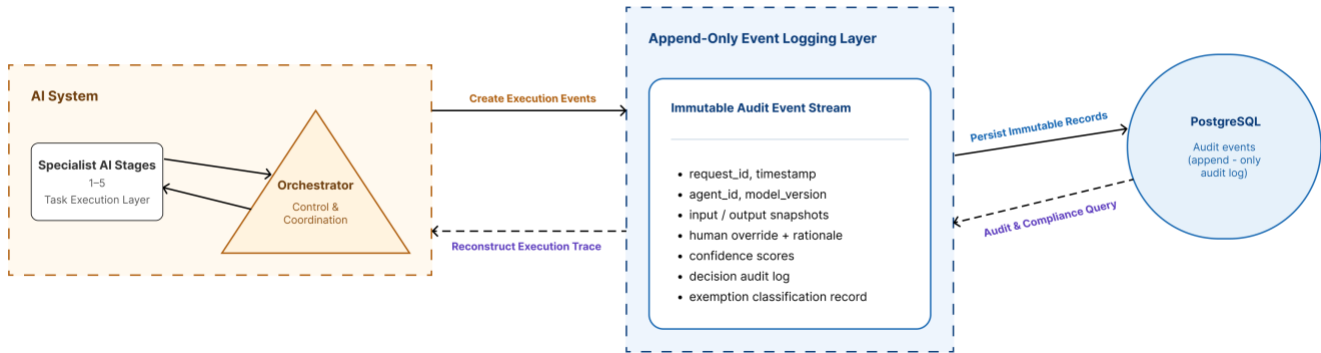 AI System
Specialist AI Stages
1–5
Task Execution Layer
Orchestrator
Control &
Coordination
Create Execution Events
Reconstruct Execution Trace
Append-Only Event Logging Layer
Immutable Audit Event Stream
• request_id, timestamp
• agent_id, model_version
• input / output snapshots
• human override + rationale
• confidence scores
• decision audit log
• exemption classification record
Persist Immutable Records
Audit & Compliance Query
PostgreSQL
Audit events
(append - only
audit log)